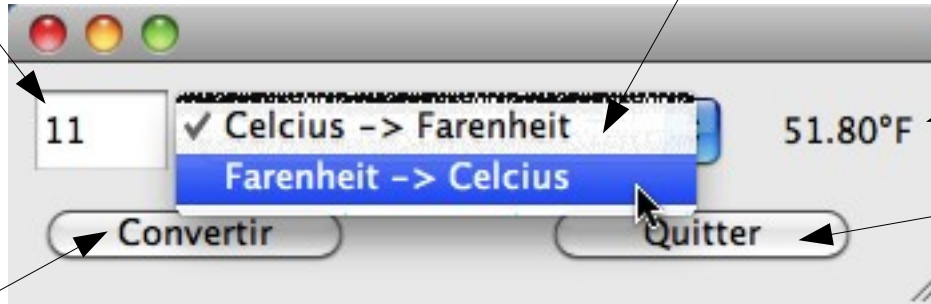 11
✓ Celcius -> Farenheit
51.80°F
Farenheit -> Celcius
Convertir
Quitter